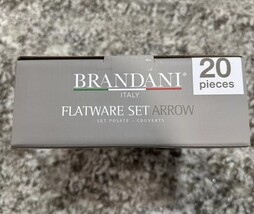 BRANDANI
ITALY
FLATWARE SET ARROW
SET POSATE - COUVERTS
20
pieces